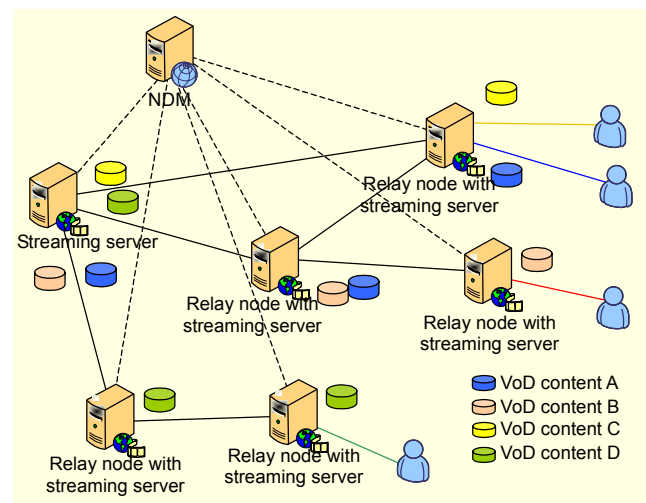 NDM
Relay node with
streaming server
Streaming server
Relay node with
streaming server
Relay node with
streaming server
VoD content A
VoD content B
VoD content C
VoD content D
Relay node with
streaming server
Relay node with
streaming server